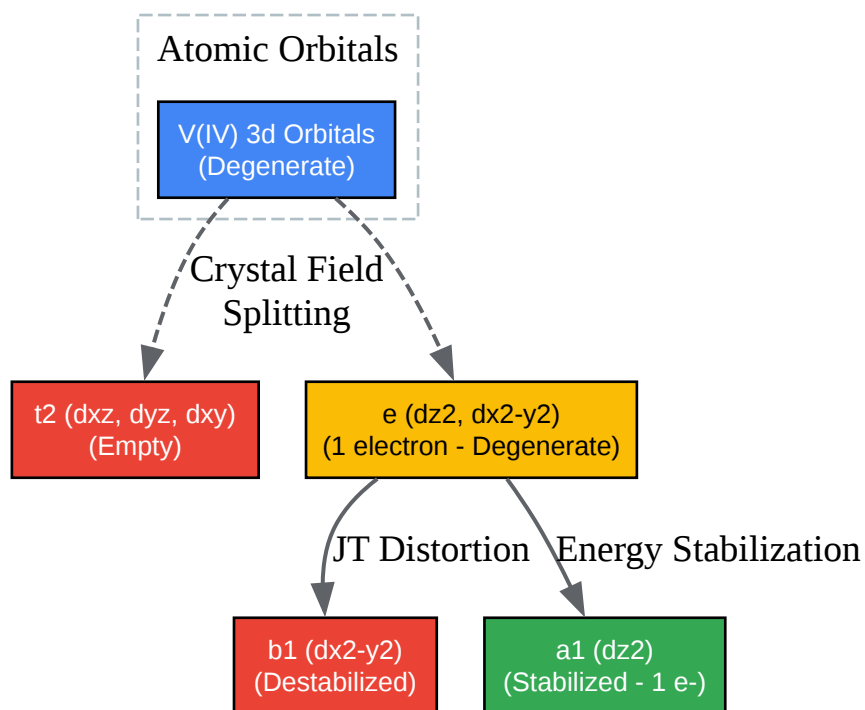 Atomic Orbitals
V(IV) 3d Orbitals
(Degenerate)
Crystal Field
Splitting
t2 (dxz, dyz, dxy)
(Empty)
e (dz2, dx2-y2)
(1 electron - Degenerate)
JT Distortion
Energy Stabilization
b1 (dx2-y2)
(Destabilized)
a1 (dz2)
(Stabilized - 1 e-)